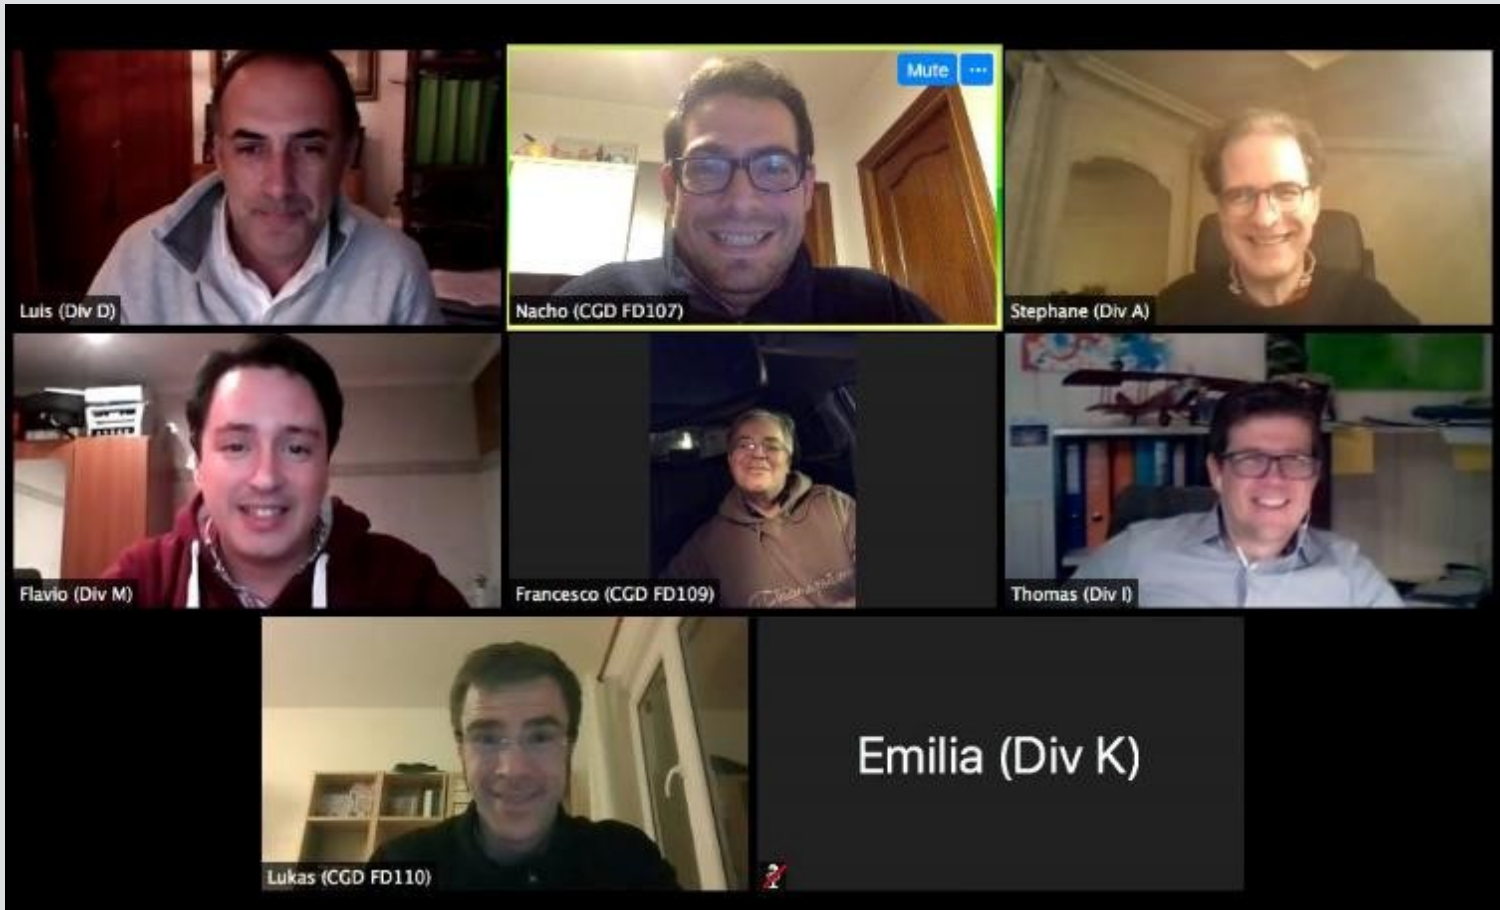 Mute ...
Luis (Div D)
Nacho (CGD FD107)
Stephane (Div A)
Flavio (Div M)
Francesco (CGD FD109)
Thomas (Div I)
Lukas (CGD FD110)
Emilia (Div K)